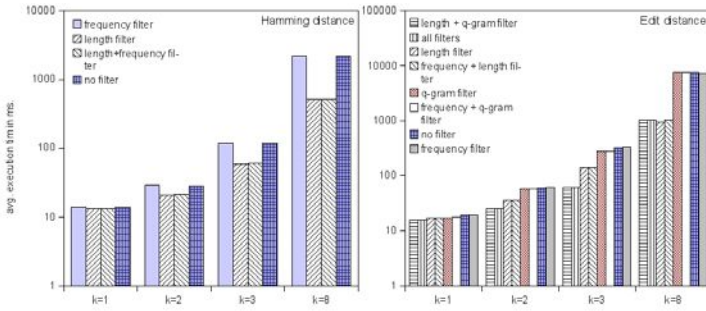 10000
1000
100
10
1
avg. execution tim in ms.
Hamming distance
frequency filter
length filter
length+frequency fil-
ter
no filter
k=1 k=2 k=3 k=8
100000
10000
1000
100
10
1
Edit distance
length + q-gram filter
all filters
length filter
frequency + length fil-
ter
q-gram filter
frequency + q-gram
filter
no filter
frequency filter
k=1 k=2 k=3 k=8